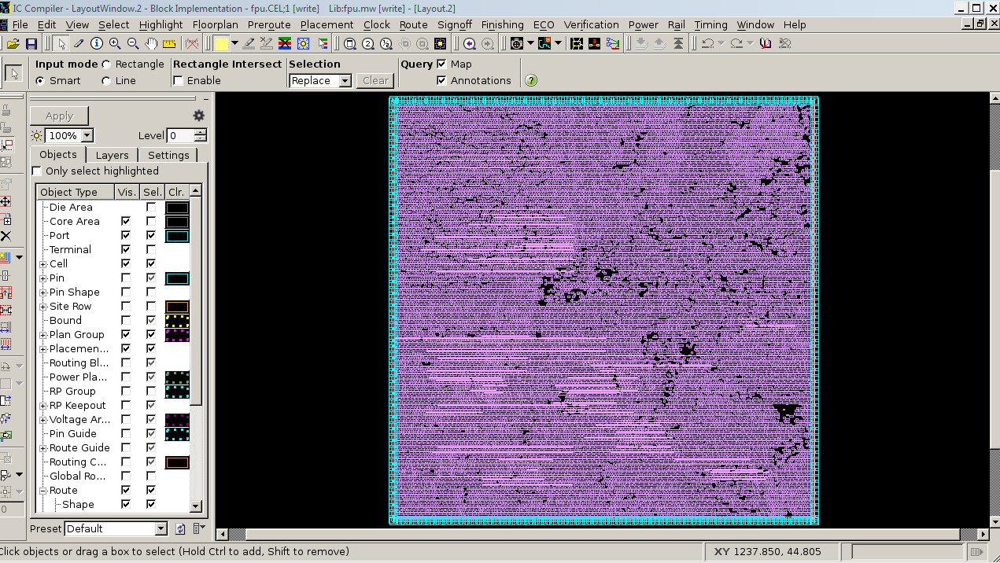 IC Compiler - LayoutWindow.2 - Block Implementation - fpu.CEL;1 [write]    Lib:fpu.mw [write] - [Layout.2]
File Edit View Select Highlight Floorplan Preroute Placement Clock Route Signoff Finishing ECO Verification Power Rail Timing Window Help
Input mode Rectangle Rectangle Intersect Selection Query Map
Smart Line Enable Replace Clear Annotations
Apply
100% Level 0
Objects Layers Settings
Only select highlighted
Object Type Vis. Sel. Clr.
Die Area
Core Area
Port
Terminal
Cell
Pin
Pin Shape
Site Row
Bound
Plan Group
Placemen...
Routing Bl...
Power Pla...
RP Group
RP Keepout
Voltage Ar...
Pin Guide
Route Guide
Routing C...
Global Ro...
Route
Shape
0
Preset Default
Click objects or drag a box to select (Hold Ctrl to add, Shift to remove)
XY 1237.850, 44.805